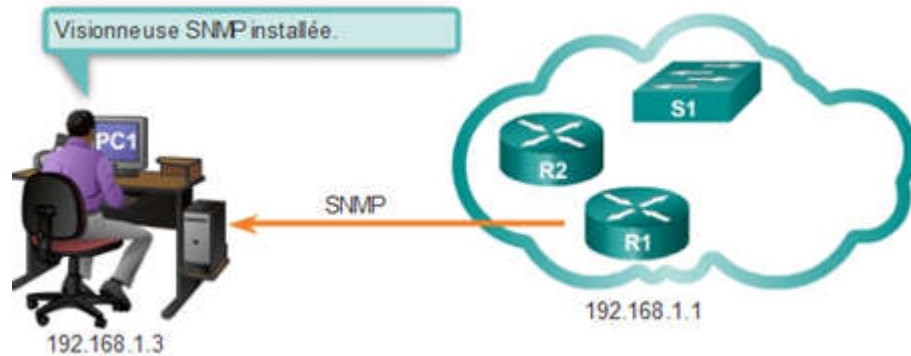 Visionneuse SNMP installée.
PC1
S1
R2
SNMP
R1
192.168.1.1
192.168.1.3